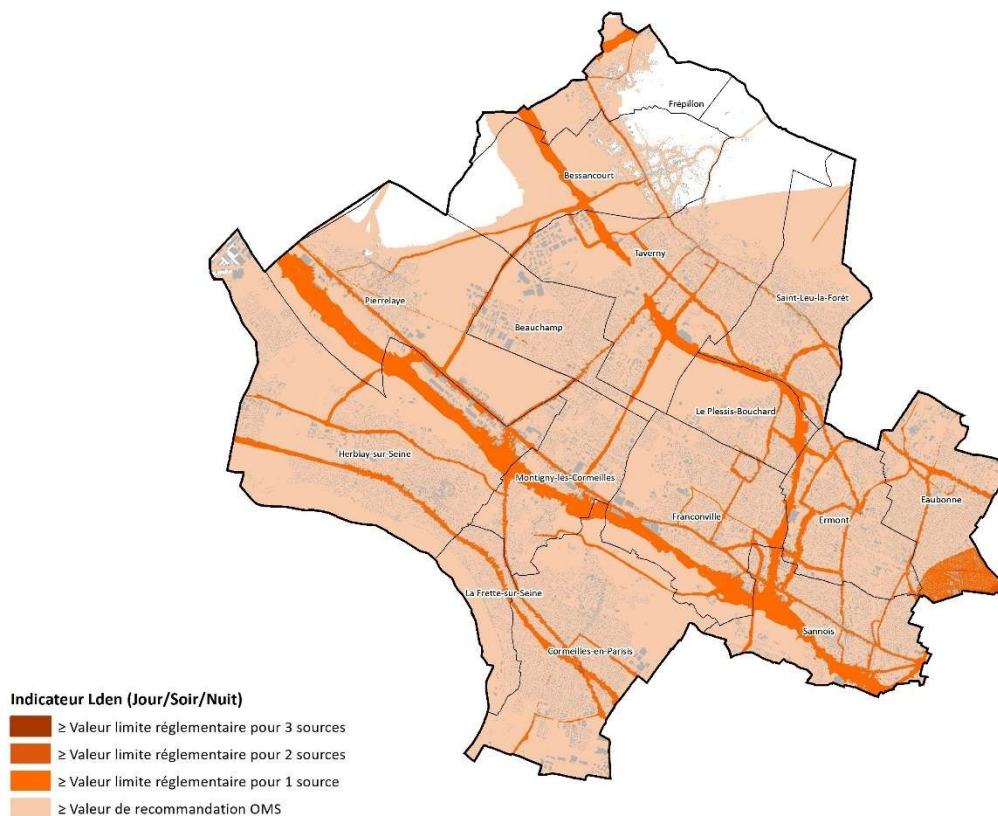 Frépillon
Bessancourt
Taverny
Saint-Leu-la-Forêt
Pierrelaye
Beauchamp
Le Plessis-Bouchard
Herblay-sur-Seine
Montigny-lès-Cormeilles
Franconville
Ermont
Eaubonne
La Frette-sur-Seine
Sannois
Cormeilles-en-Parisis
Indicateur Lden (Jour/Soir/Nuit)
≥ Valeur limite réglementaire pour 3 sources
≥ Valeur limite réglementaire pour 2 sources
≥ Valeur limite réglementaire pour 1 source
≥ Valeur de recommandation OMS